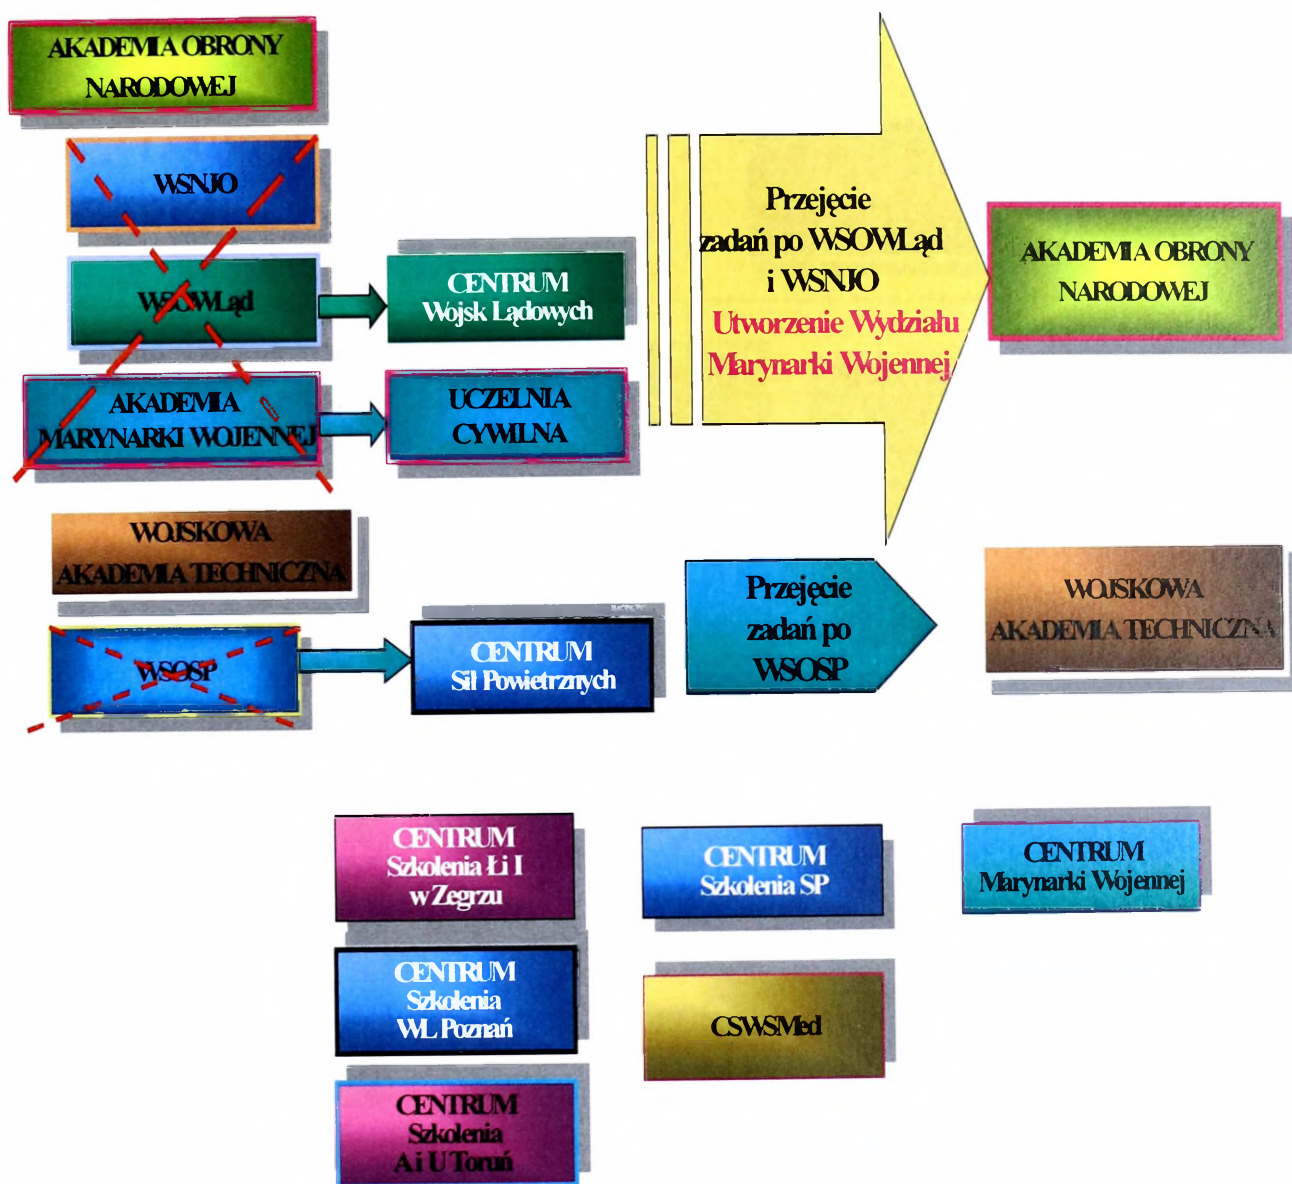 AKADEMIA OBRONY
NARODOWEJ
WSNJO
WSOWLąd
CENTRUM
Wojsk Lądowych
AKADEMIA
MARYNARKI WOJENNEJ
UCZELNIA
CYWILNA
Przejęcie
zadań po WSOWLąd
i WSNJO
Utworzenie Wydziału
Marynarki Wojennej
AKADEMIA OBRONY
NARODOWEJ
WOJSKOWA
AKADEMIA TECHNICZNA
WSOSP
CENTRUM
Sił Powietrznych
Przejęcie
zadań po
WSOSP
WOJSKOWA
AKADEMIA TECHNICZNA
CENTRUM
Szkolenia Ł i I
w Zegrzu
CENTRUM
Szkolenia SP
CENTRUM
Marynarki Wojennej
CENTRUM
Szkolenia
WL Poznań
CSWSMed
CENTRUM
Szkolenia
A i U Toruń